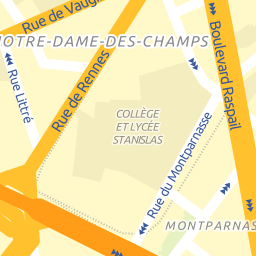 Rue de Vaug
OTRE-DAME-DES-CHAMPS
Rue Littré
Rue de Rennes
Boulevard Raspail
COLLÈGE
ET LYCÉE
STANISLAS
Rue du Montparnasse
MONTPARNAS